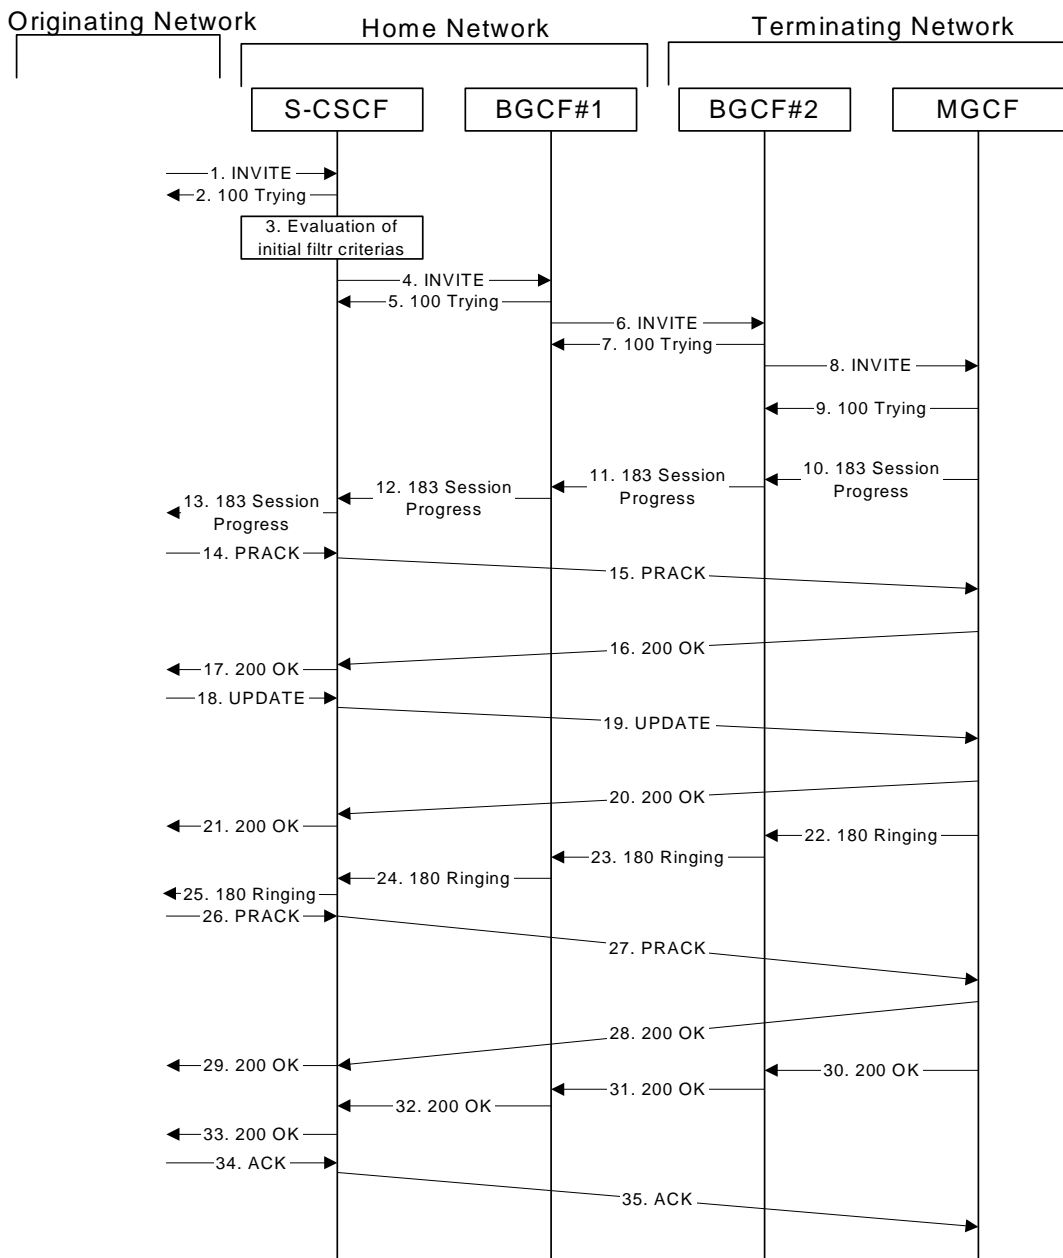 Originating Network
Home Network
Terminating Network
S-CSCF
BGCF#1
BGCF#2
MGCF
1. INVITE
2. 100 Trying
3. Evaluation of
initial filtr criterias
4. INVITE
5. 100 Trying
6. INVITE
7. 100 Trying
8. INVITE
9. 100 Trying
10. 183 Session
Progress
11. 183 Session
Progress
12. 183 Session
Progress
13. 183 Session
Progress
14. PRACK
15. PRACK
16. 200 OK
17. 200 OK
18. UPDATE
19. UPDATE
20. 200 OK
21. 200 OK
22. 180 Ringing
23. 180 Ringing
24. 180 Ringing
25. 180 Ringing
26. PRACK
27. PRACK
28. 200 OK
29. 200 OK
30. 200 OK
31. 200 OK
32. 200 OK
33. 200 OK
34. ACK
35. ACK